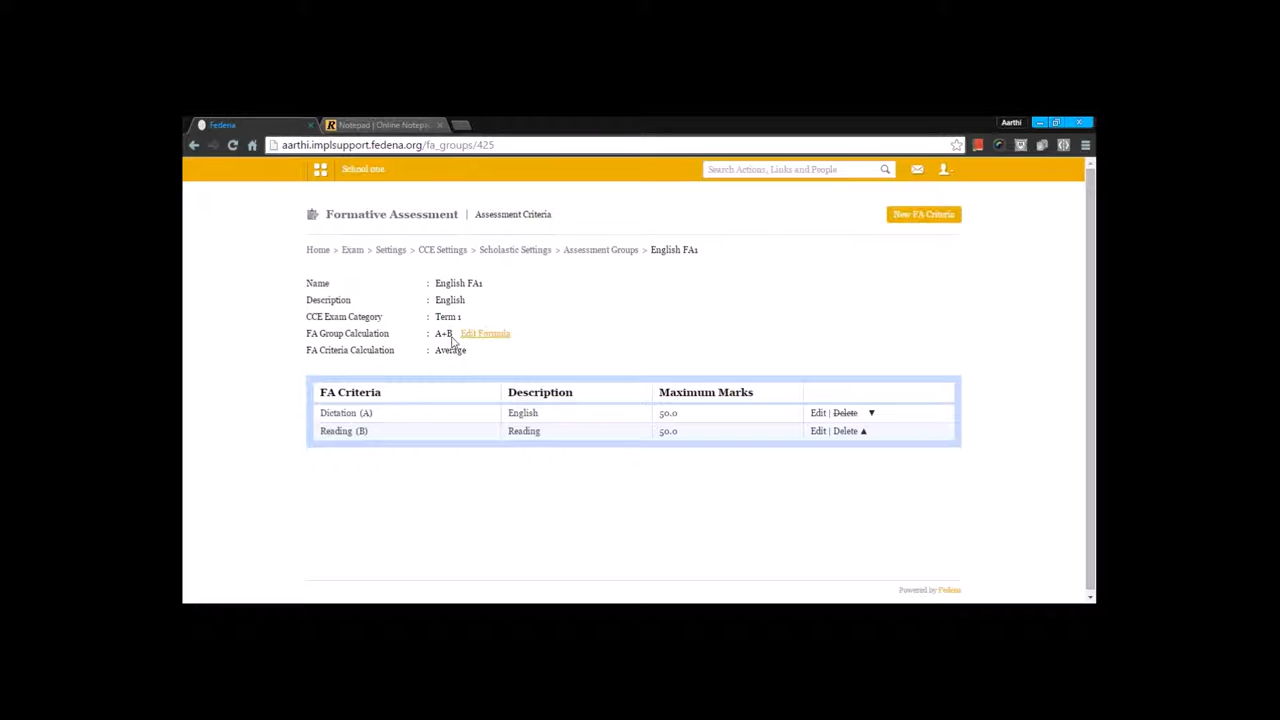 Fedena
Notepad | Online Notep
Aarthi
aarthi.implsupport.fedena.org/fa_groups/425
School one
Search Actions, Links and People
Formative Assessment | Assessment Criteria
New FA Criteria
Home > Exam > Settings > CCE Settings > Scholastic Settings > Assessment Groups > English FA1
Name : English FA1
Description : English
CCE Exam Category : Term 1
FA Group Calculation : A+B Edit Formula
FA Criteria Calculation : Average
FA Criteria Description Maximum Marks
Dictation (A) English 50.0 Edit | Delete ▼
Reading (B) Reading 50.0 Edit | Delete ▲
Powered by Fedena